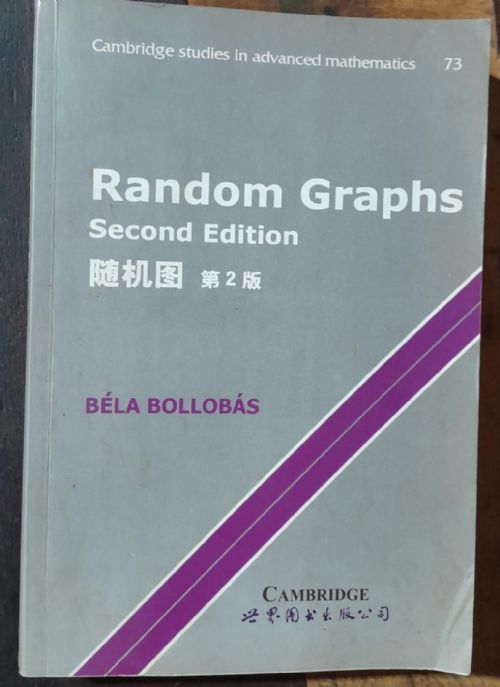 Cambridge studies in advanced mathematics 73
Random Graphs
Second Edition
随机图 第2版
BÉLA BOLLOBÁS
CAMBRIDGE
世界图书出版公司